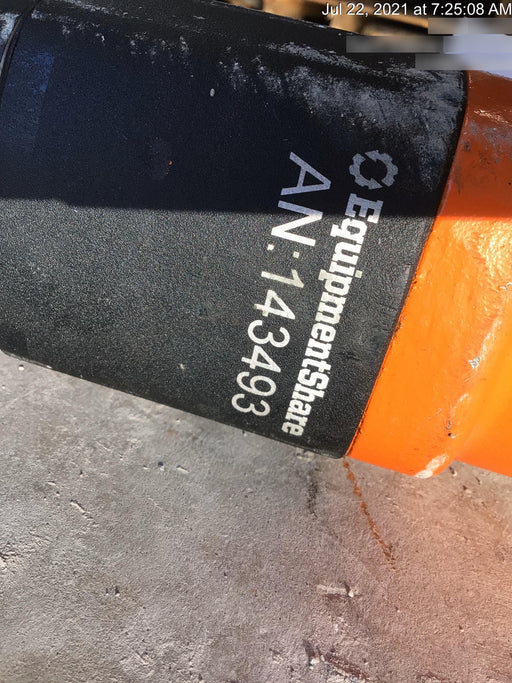 Jul 22, 2021 at 7:25:08 AM
EquipmentShare
AN:143493